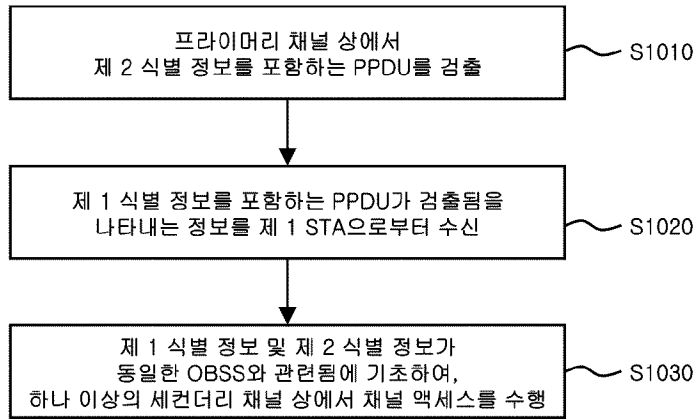 프라이머리 채널 상에서
제 2 식별 정보를 포함하는 PPDU를 검출
S1010
제 1 식별 정보를 포함하는 PPDU가 검출됨을
나타내는 정보를 제 1 STA으로부터 수신
S1020
제 1 식별 정보 및 제 2 식별 정보가
동일한 OBSS와 관련됨에 기초하여,
하나 이상의 세컨더리 채널 상에서 채널 액세스를 수행
S1030